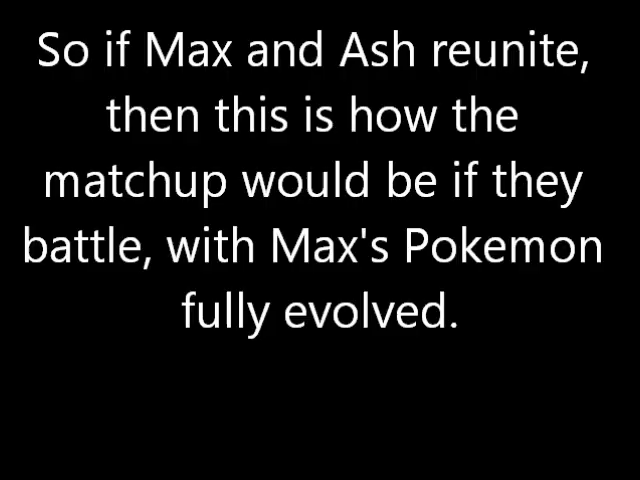 So if Max and Ash reunite,
then this is how the
matchup would be if they
battle, with Max's Pokemon
fully evolved.